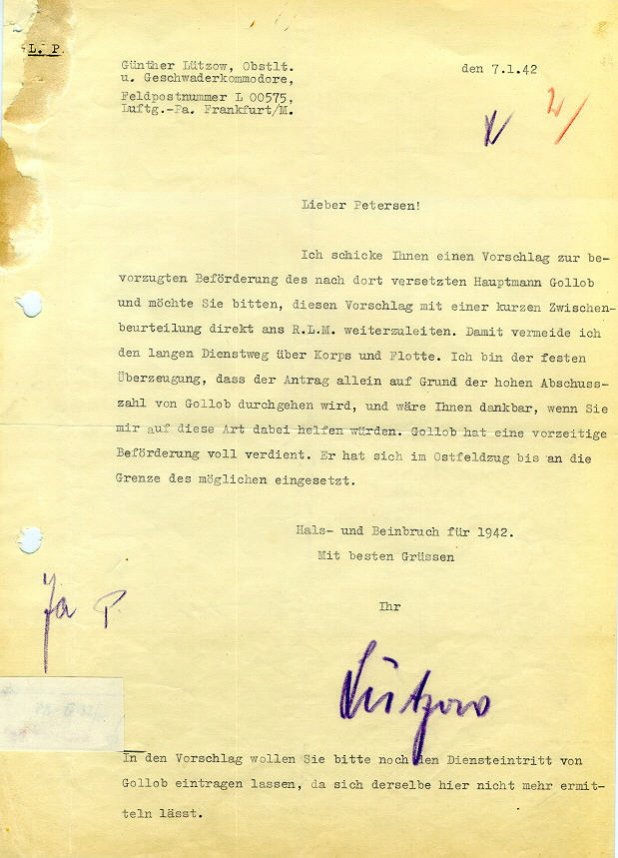 L. P.
Günther Lützow, Obstlt.
u. Geschwaderkommodore,
den 7.1.42
Feldpostnummer L 00575,
Luftg.-Pa. Frankfurt/M.
Lieber Petersen!
Ich schicke Ihnen einen Vorschlag zur be-
vorzugten Beförderung des nach dort versetzten Hauptmann Gollob
und möchte Sie bitten, diesen Vorschlag mit einer kurzen Zwischen-
beurteilung direkt ans R.L.M. weiterzuleiten. Damit vermeide ich
den langen Dienstweg über Korps und Flotte. Ich bin der festen
Überzeugung, dass der Antrag allein auf Grund der hohen Abschuss-
zahl von Gollob durchgehen wird, und wäre Ihnen dankbar, wenn Sie
mir auf diese Art dabei helfen würden. Gollob hat eine vorzeitige
Beförderung voll verdient. Er hat sich im Ostfeldzug bis an die
Grenze des möglichen eingesetzt.
Hals- und Beinbruch für 1942.
Mit besten Grüssen
Ihr
Ja P.
Lützow
In den Vorschlag wollen Sie bitte noch den Diensteintritt von
Gollob eintragen lassen, da sich derselbe hier nicht mehr ermit-
teln lässt.